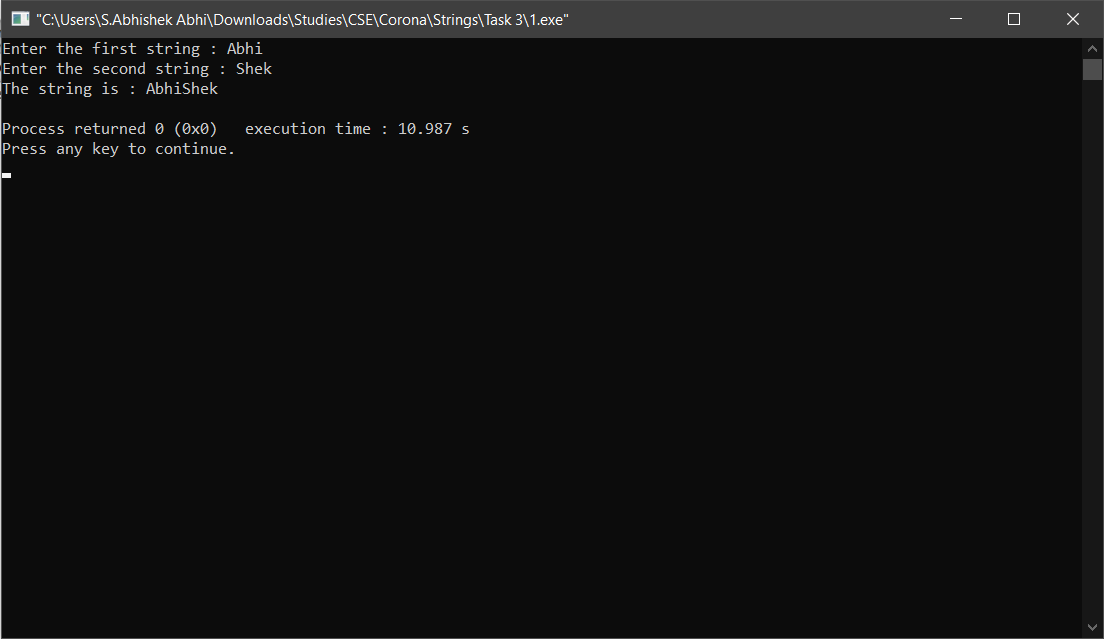 "C:\Users\S.Abhishek Abhi\Downloads\Studies\CSE\Corona\Strings\Task 3\1.exe"
Enter the first string : Abhi
Enter the second string : Shek
The string is : AbhiShek
Process returned 0 (0x0)   execution time : 10.987 s
Press any key to continue.